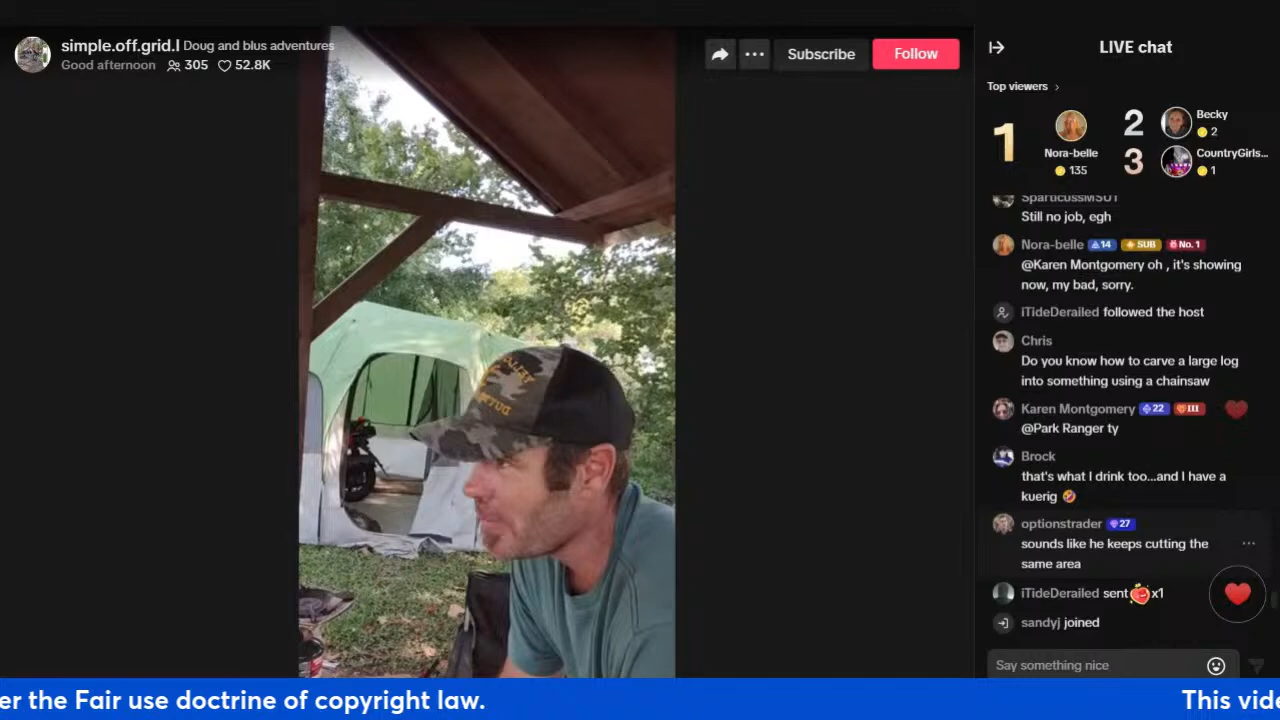 simple.off.grid.l Doug and blus adventures
Good afternoon 305 52.8K
Subscribe
Follow
LIVE chat
Top viewers
1
Nora-belle
135
2
Becky
2
3
CountryGirls...
1
SparticussMSU1
Still no job, egh
Nora-belle 14 SUB No. 1
@Karen Montgomery oh , it's showing
now, my bad, sorry.
iTideDerailed followed the host
Chris
Do you know how to carve a large log
into something using a chainsaw
Karen Montgomery 22 III
@Park Ranger ty
Brock
that's what I drink too...and I have a
kuerig 🤣
optionstrader 27
sounds like he keeps cutting the
same area
iTideDerailed sent x1
sandyj joined
Say something nice
er the Fair use doctrine of copyright law.
This vide